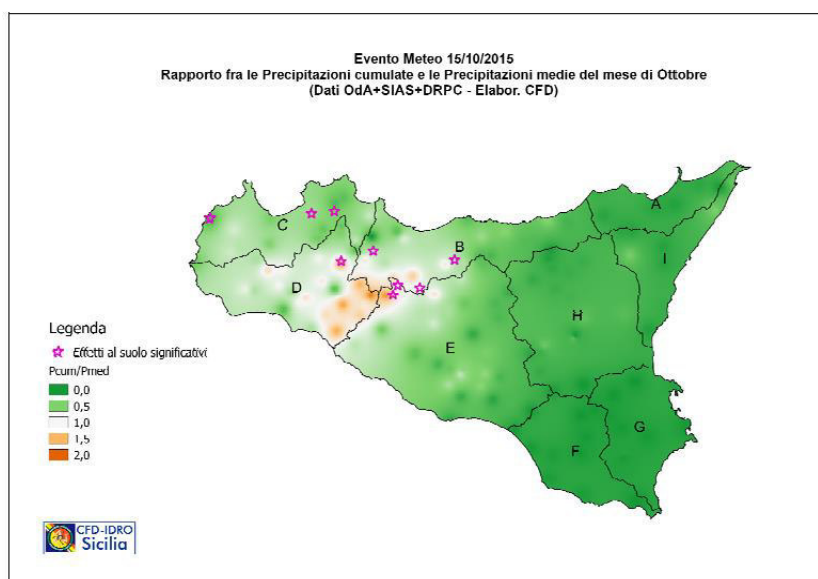 Evento Meteo 15/10/2015
Rapporto fra le Precipitazioni cumulate e le Precipitazioni medie del mese di Ottobre
(Dati OdA+SIAS+DRPC - Elabor. CFD)
A
C
B
I
D
H
E
G
F
Legenda
Effetti al suolo significativi
Pcum/Pmed
0,0
0,5
1,0
1,5
2,0
CFD-IDRO
Sicilia